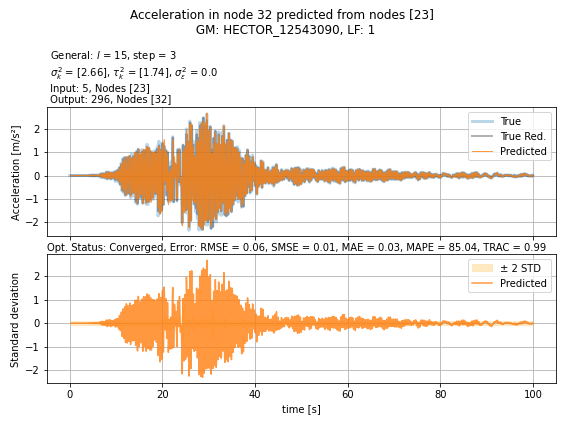 Acceleration in node 32 predicted from nodes [23]
GM: HECTOR_12543090, LF: 1
General: l = 15, step = 3
σ²ₖ = [2.66], τ²ₖ = [1.74], σ²ε = 0.0
Input: 5, Nodes [23]
Output: 296, Nodes [32]
Acceleration [m/s²]
2
1
0
−1
−2
True
True Red.
Predicted
Opt. Status: Converged, Error: RMSE = 0.06, SMSE = 0.01, MAE = 0.03, MAPE = 85.04, TRAC = 0.99
Standard deviation
2
1
0
−1
−2
± 2 STD
Predicted
0 20 40 60 80 100
time [s]